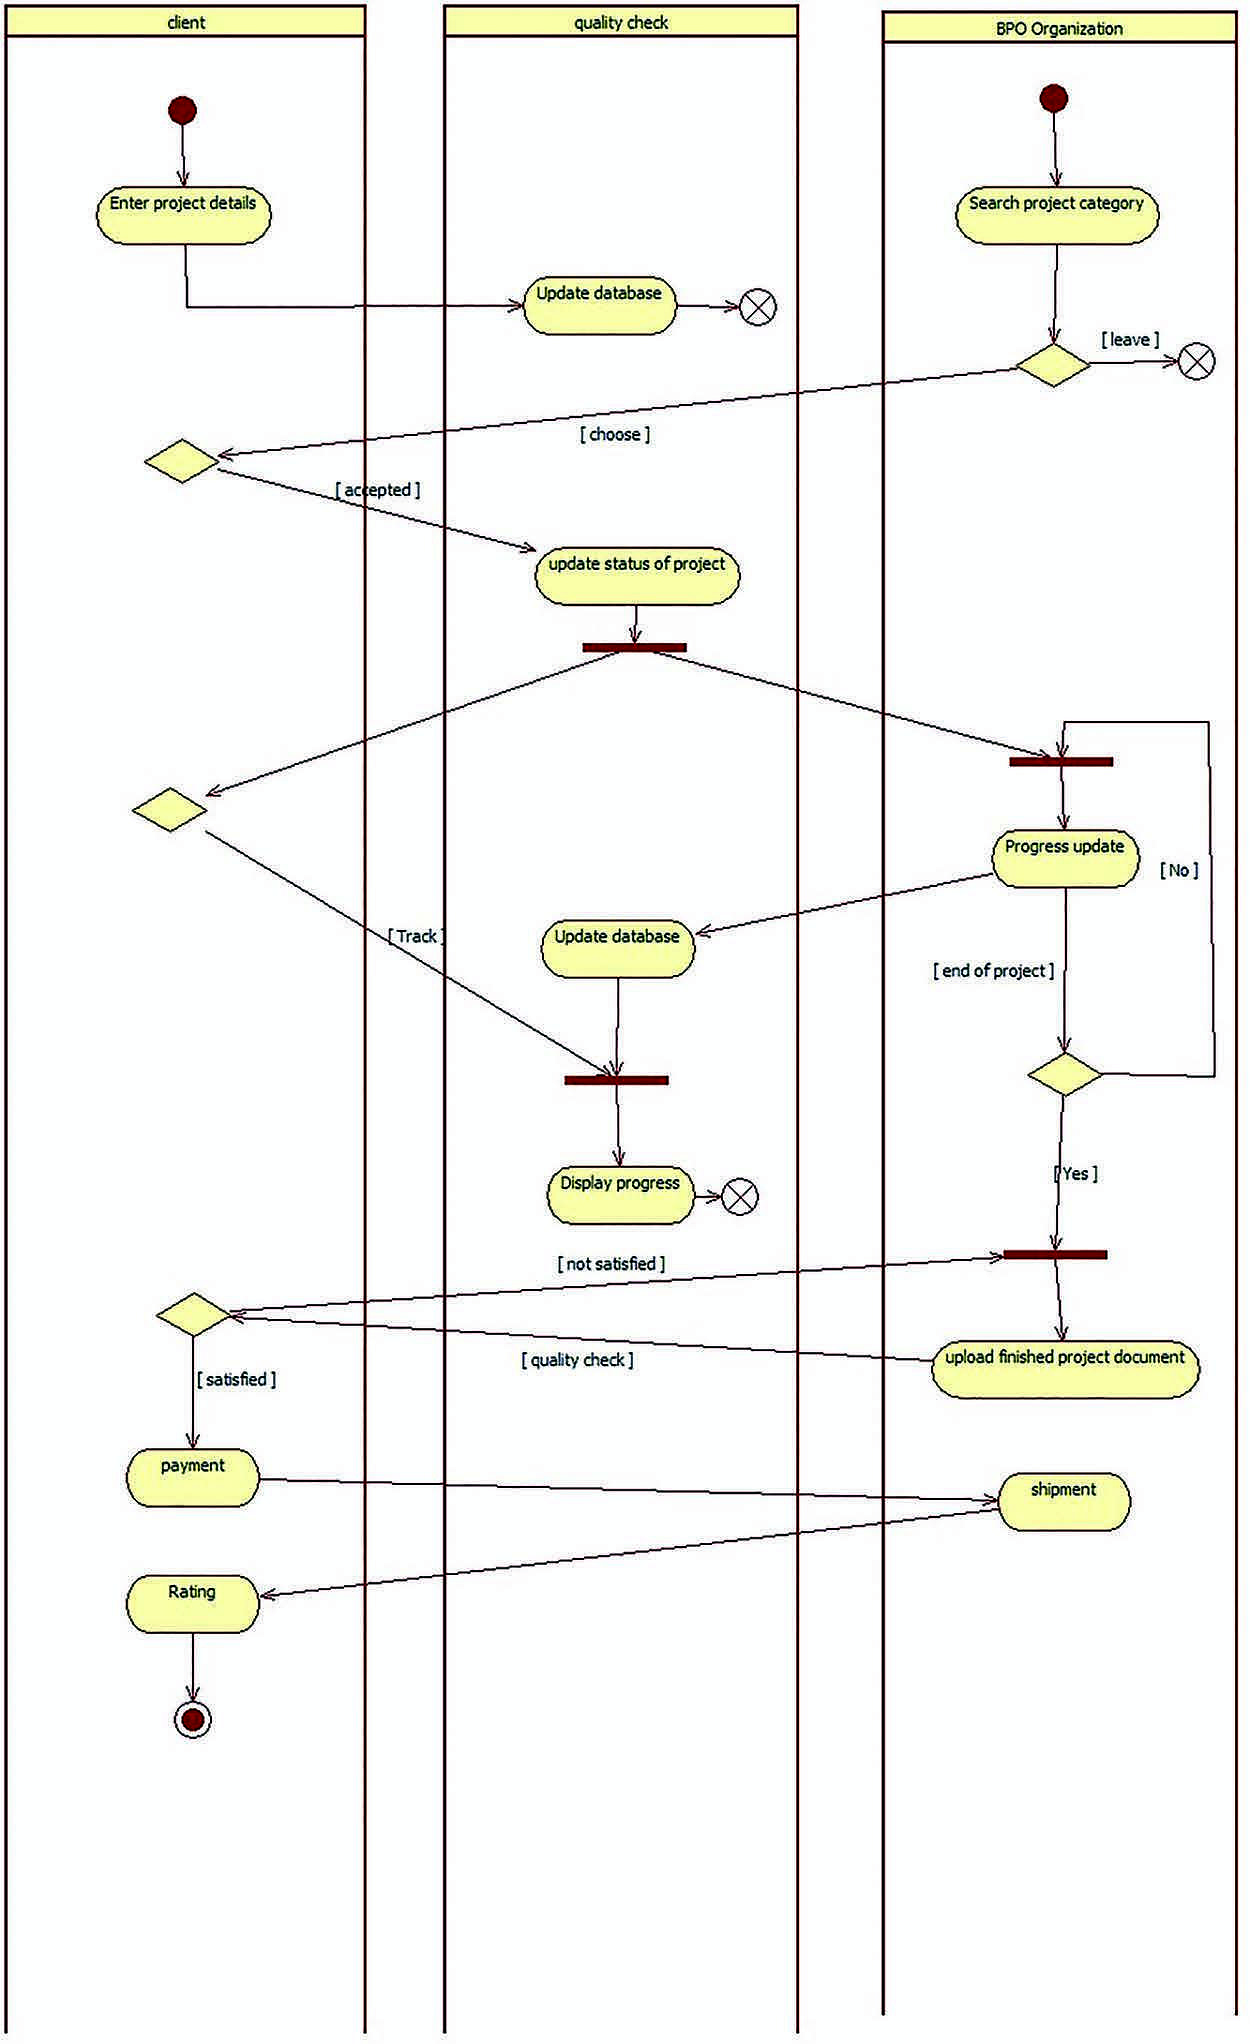 client
quality check
BPO Organization
Enter project details
Search project category
Update database
[ leave ]
[ choose ]
[ accepted ]
update status of project
Progress update
[ No ]
[ Track ]
Update database
[ end of project ]
[ Yes ]
Display progress
[ not satisfied ]
[ quality check ]
upload finished project document
[ satisfied ]
payment
shipment
Rating